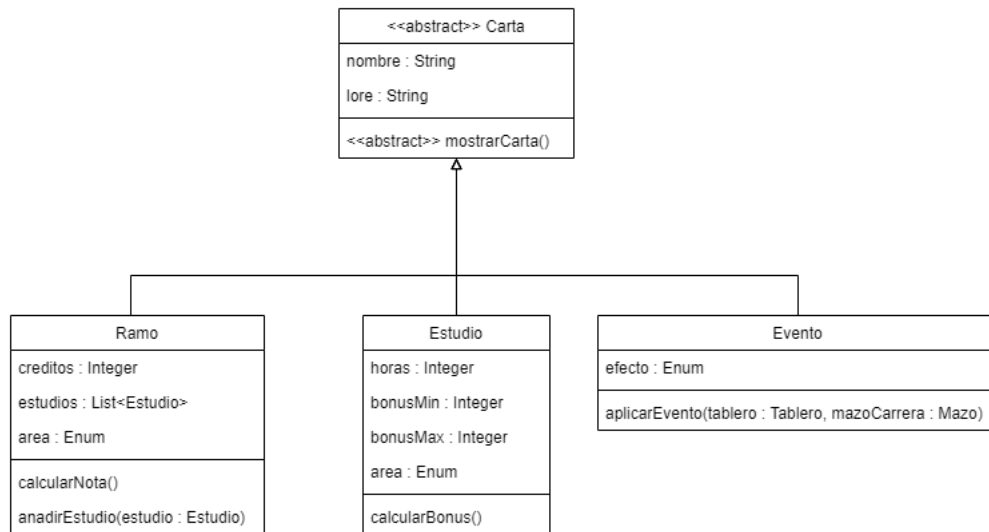 <<abstract>> Carta
nombre : String
lore : String
<<abstract>> mostrarCarta()
Ramo
creditos : Integer
estudios : List<Estudio>
area : Enum
calcularNota()
anadirEstudio(estudio : Estudio)
Estudio
horas : Integer
bonusMin : Integer
bonusMax : Integer
area : Enum
calcularBonus()
Evento
efecto : Enum
aplicarEvento(tablero : Tablero, mazoCarrera : Mazo)